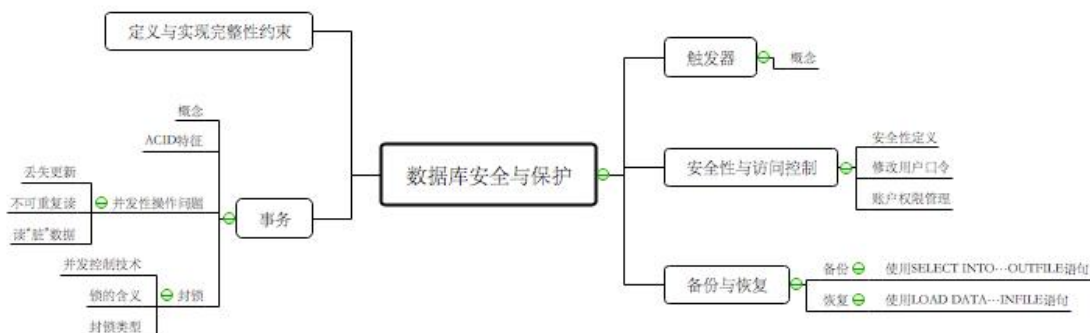 数据库安全与保护
定义与实现完整性约束
事务
概念
ACID特征
并发性操作问题
丢失更新
不可重复读
读“脏”数据
封锁
并发控制技术
锁的含义
封锁类型
触发器
概念
安全性与访问控制
安全性定义
修改用户口令
账户权限管理
备份与恢复
备份
使用SELECT INTO…OUTFILE语句
恢复
使用LOAD DATA…INFILE语句